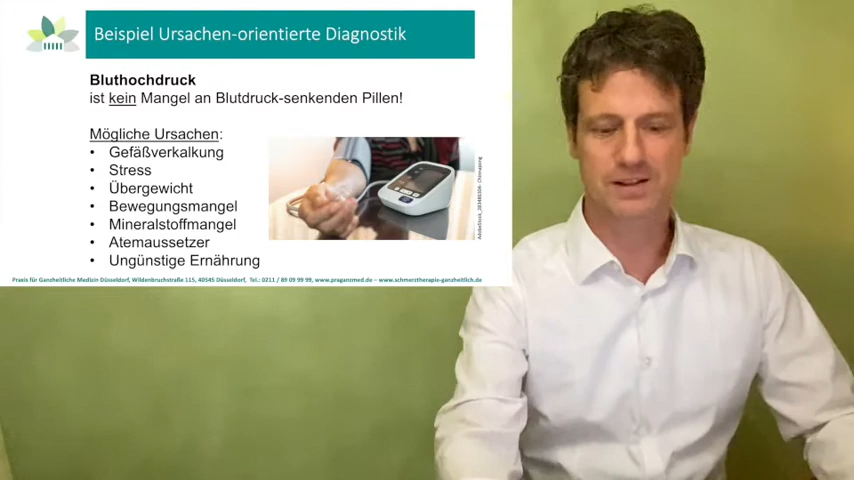 Beispiel Ursachen-orientierte Diagnostik
Bluthochdruck
ist kein Mangel an Blutdruck-senkenden Pillen!
Mögliche Ursachen:
• Gefäßverkalkung
• Stress
• Übergewicht
• Bewegungsmangel
• Mineralstoffmangel
• Atemaussetzer
• Ungünstige Ernährung
Praxis für Ganzheitliche Medizin Düsseldorf, Wildenbruchstraße 115, 40545 Düsseldorf, Tel.: 0211 / 89 09 99 99, www.praganzmed.de – www.schmerztherapie-ganzheitlich.de